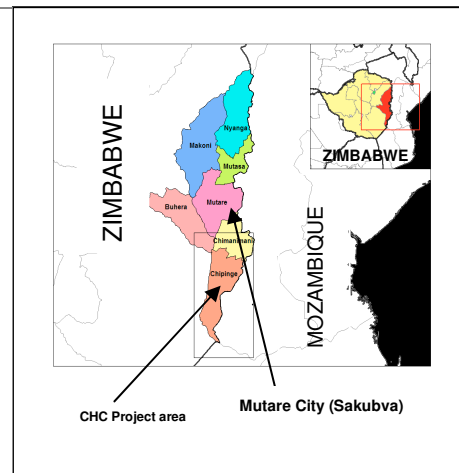 ZIMBABWE
Nyanga
Makoni
Mutasa
ZIMBABWE
Buhera
Mutare
Chimanimani
Chipinge
MOZAMBIQUE
CHC Project area
Mutare City (Sakubva)